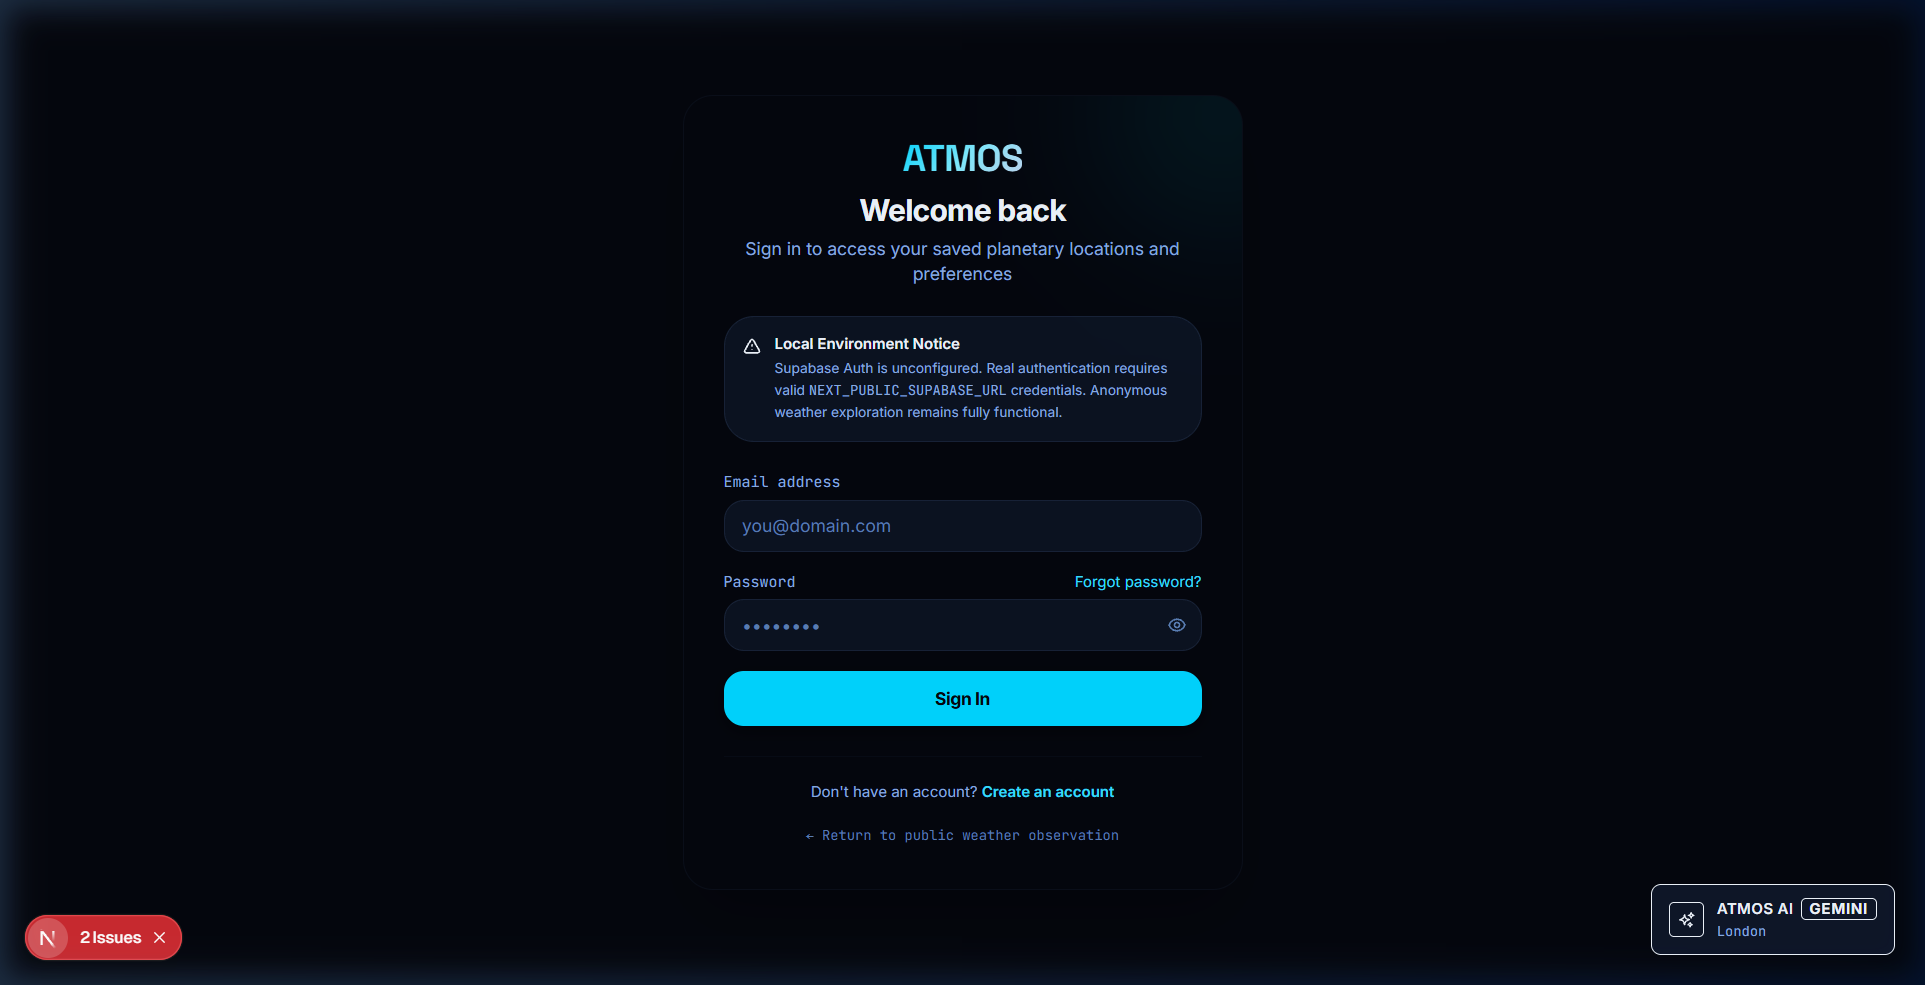 ATMOS
Welcome back
Sign in to access your saved planetary locations and
preferences
Local Environment Notice
Supabase Auth is unconfigured. Real authentication requires
valid NEXT_PUBLIC_SUPABASE_URL credentials. Anonymous
weather exploration remains fully functional.
Email address
you@domain.com
Password
Forgot password?
••••••••
Sign In
Don't have an account? Create an account
← Return to public weather observation
N 2 Issues
ATMOS AI GEMINI
London